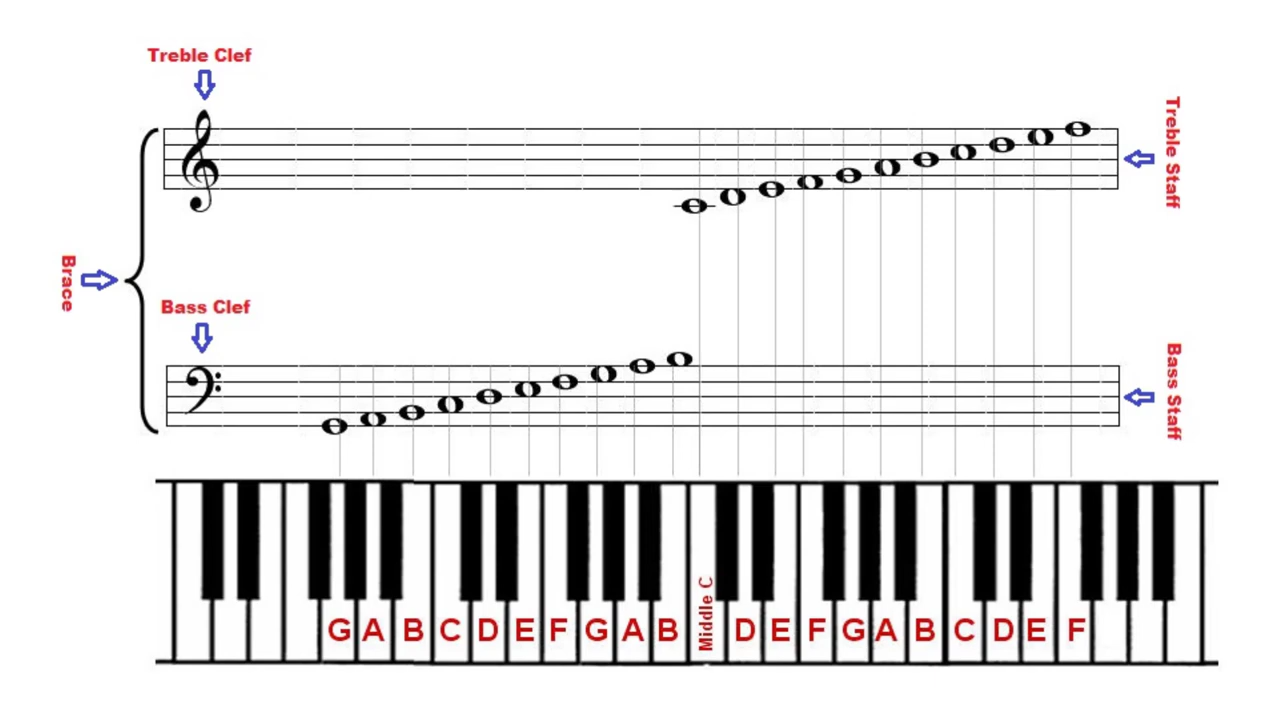 Treble Clef
Treble Staff
Brace
Bass Clef
Bass Staff
Middle C
G A B C D E F G A B D E F G A B C D E F